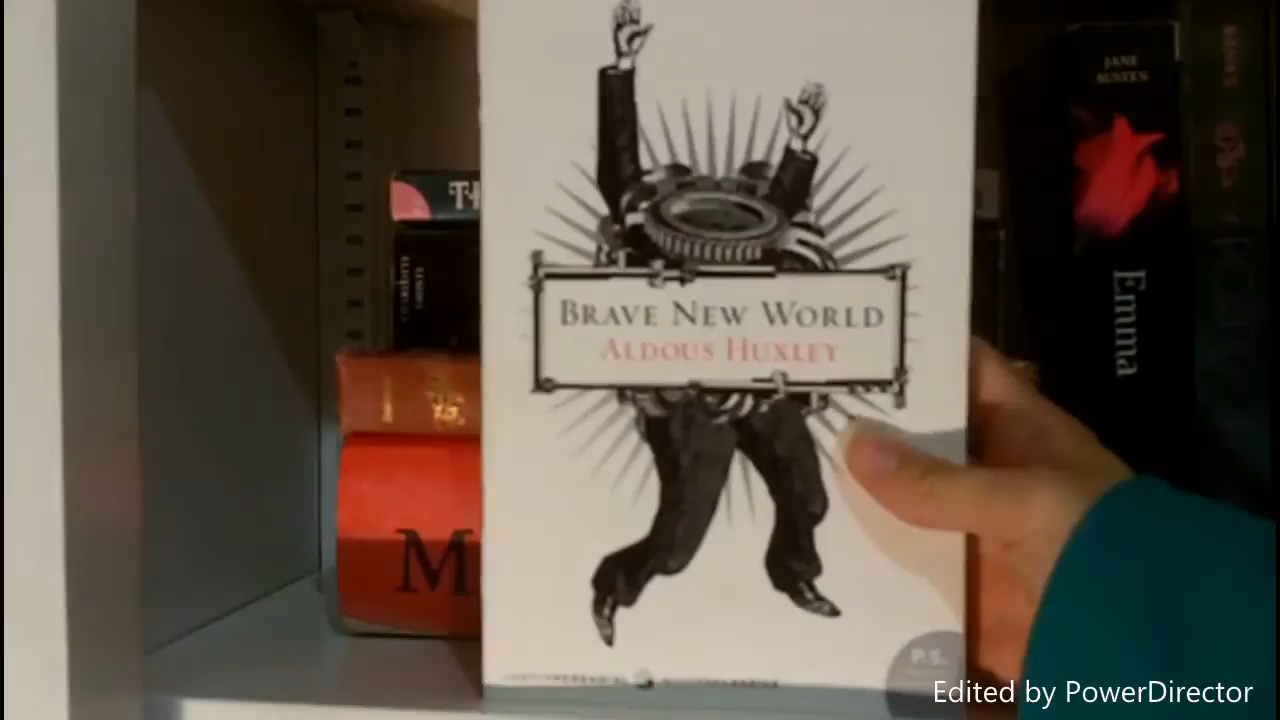 BRAVE NEW WORLD
ALDOUS HUXLEY
P.S.
JANE
AUSTEN
Emma
M
Edited by PowerDirector